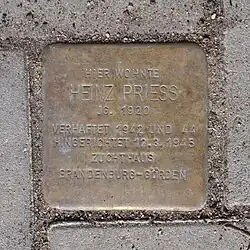 HIER WOHNTE
HEINZ PRIESS
JG. 1920
VERHAFTET 1942 UND 44
HINGERICHTET 12.3.1945
ZUCHTHAUS
BRANDENBURG-GÖRDEN